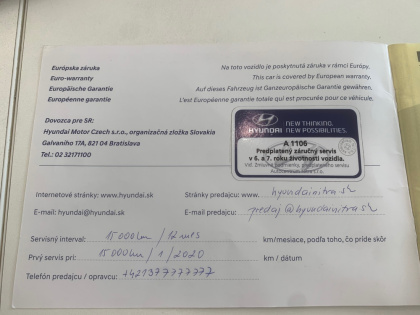 Európska záruka
Euro-warranty
Europäische Garantie
Européenne garantie
Na toto vozidlo je poskytnutá záruka v rámci Európy.
This car is covered by European warranty.
Auf dieses Fahrzeug ist Ganzeuropäische Garantie gewähren,
L'est Européenne garantie totale qui est procurée pour ce véhicule,
Dovozca pre SR:
Hyundai Motor Czech s.r.o., organizačná zložka Slovakia
Galvaniho 17A, 821 04 Bratislava
Tel.: 02 32171100
HYUNDAI
NEW THINKING.
NEW POSSIBILITIES.
A 1106
Predplatený záručný servis
v 6. a 7. roku životnosti vozidla.
Internetové stránky: www.hyundai.sk
Stránky predajcu: www. hyundainitra.sk
E-mail: hyundai@hyundai.sk
E-mail predajcu: predaj@hyundainitra.sk
Servisný interval: 15 000 km / 12 mes km/mesiace, podľa toho, čo príde skôr
Prvý servis pri: 15 000 km / 1 / 2020 km / dátum
Telefón predajcu / opravcu: +421377777777